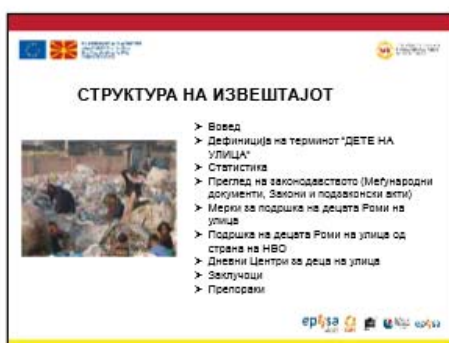 СТРУКТУРА НА ИЗВЕШТАЈОТ
➤ Вовед
➤ Дефиниција на терминот "ДЕТЕ НА
УЛИЦА"
➤ Статистика
➤ Преглед на законодавството (Меѓународни
документи, Закони и подзаконски акти)
➤ Мерки за подршка на децата Роми на
улица
➤ Подршка на децата Роми на улица од
страна на НВО
➤ Дневни Центри за деца на улица
➤ Заклучоци
➤ Препораки